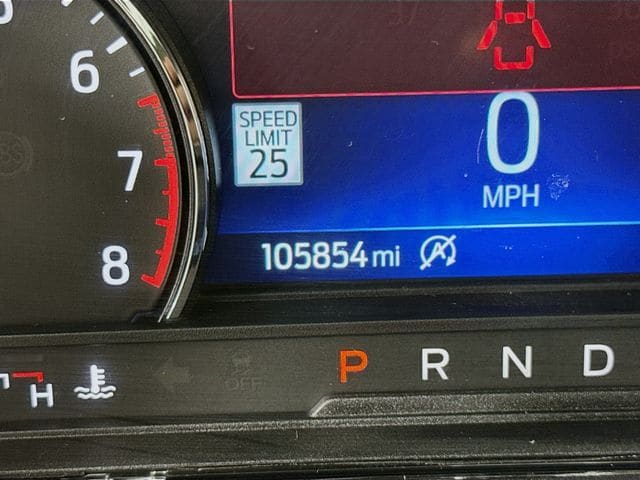 6
SPEED
LIMIT
25
0
7
MPH
8
105854 mi
A
P R N D
H
OFF